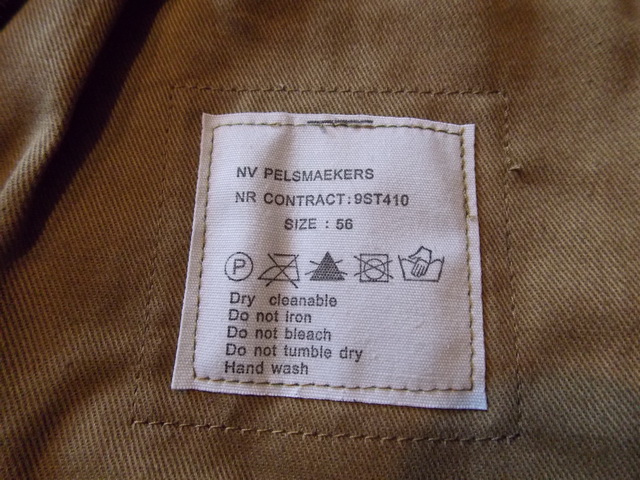 NV PELSMAEKERS
NR CONTRACT:9ST410
SIZE : 56
P
Dry cleanable
Do not iron
Do not bleach
Do not tumble dry
Hand wash